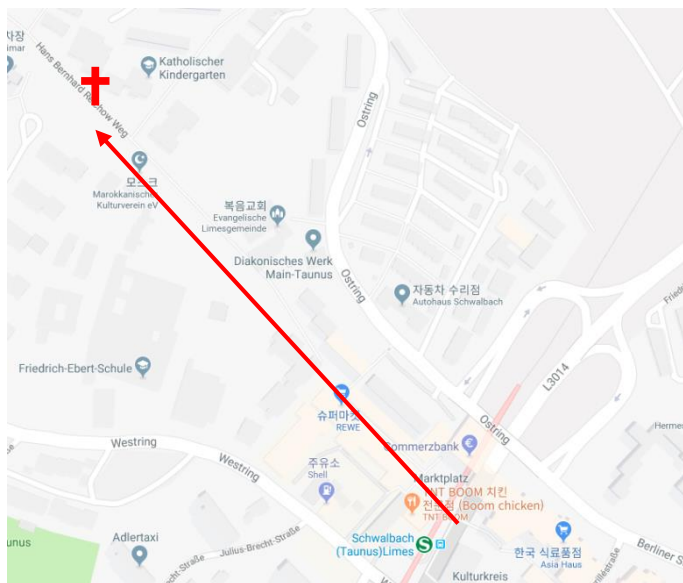 차장
imar
Hans Bernhard Reichow Weg
Katholischer
Kindergarten
Ostring
모스크
Marokkanischer
Kulturverein eV
복음교회
Evangelische
Limesgemeinde
Diakonisches Werk
Main-Taunus
Ostring
자동차 수리점
Autohaus Schwalbach
Friedrich-Ebert-Schule
L3014
슈퍼마켓
REWE
Ostring
Commerzbank
Westring
Westring
주유소
Shell
Marktplatz
TNT BOOM 치킨
전문점 (Boom chicken)
TNT BOOM
Schwalbach
(Taunus)Limes
S
한국 식료품점
Asia Haus
Berliner
unus
Adlertaxi
Julius-Brecht-Straße
Kulturkreis